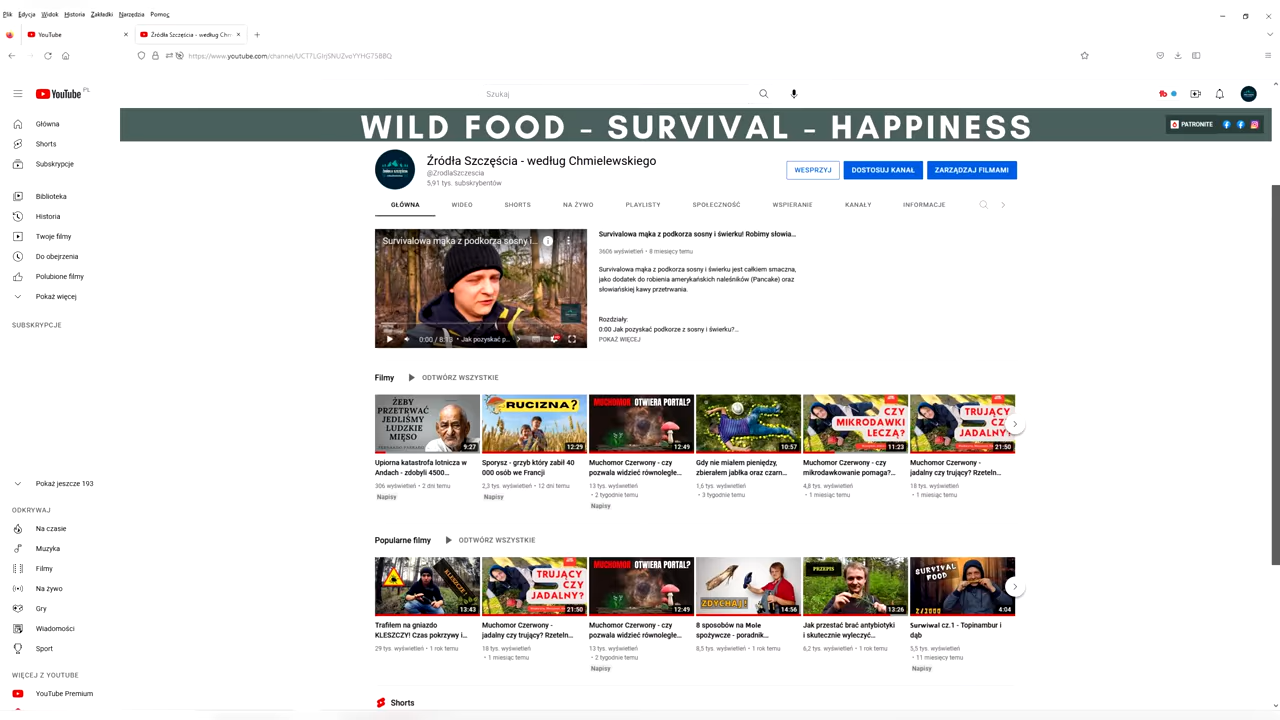 Plik Edycja Widok Historia Zakładki Narzędzia Pomoc
YouTube
Źródła Szczęścia - według Chm
https://www.youtube.com/channel/
YouTube PL
Szukaj
Główna
Shorts
Subskrypcje
Biblioteka
Historia
Twoje filmy
Do obejrzenia
Polubione filmy
Pokaż więcej
SUBSKRYPCJE
Pokaż jeszcze 193
ODKRYWAJ
Na czasie
Muzyka
Filmy
Na żywo
Gry
Wiadomości
Sport
WIĘCEJ Z YOUTUBE
YouTube Premium
WILD FOOD - SURVIVAL - HAPPINESS
PATRONITE
Źródła Szczęścia - według Chmielewskiego
@ZrodlaSzczescia
5,91 tys. subskrybentów
WESPRZYJ
DOSTOSUJ KANAŁ
ZARZĄDZAJ FILMAMI
GŁÓWNA WIDEO SHORTS NA ŻYWO PLAYLISTY SPOŁECZNOŚĆ WSPIERANIE KANAŁY INFORMACJE
Survivalowa mąka z podkorza sosny i...
0:00 / 8:13 • Jak pozyskać p...
Survivalowa mąka z podkorza sosny i świerku! Robimy słowia...
3606 wyświetleń • 8 miesięcy temu
Survivalowa mąka z podkorza sosny i świerku jest całkiem smaczna,
jako dodatek do robienia amerykańskich naleśników (Pancake) oraz
słowiańskiej kawy przetrwania.
Rozdziały:
0:00 Jak pozyskać podkorze z sosny i świerku?...
POKAŻ WIĘCEJ
Filmy
ODTWÓRZ WSZYSTKIE
ŻEBY
PRZETRWAĆ
JEDLIŚMY
LUDZKIE
MIĘSO
9:27
Upiorna katastrofa lotnicza w
Andach - zdobyli 4500...
306 wyświetleń • 2 dni temu
Napisy
RUCIZNA?
12:29
Sporysz - grzyb który zabił 40
000 osób we Francji
2,3 tys. wyświetleń • 12 dni temu
Napisy
MUCHOMOR OTWIERA PORTAL?
12:49
Muchomor Czerwony - czy
pozwala widzieć równoległe...
13 tys. wyświetleń
• 2 tygodnie temu
Napisy
10:57
Gdy nie miałem pieniędzy,
zbierałem jabłka oraz czarn...
1,6 tys. wyświetleń
• 3 tygodnie temu
CZY
MIKRODAWKI
LECZĄ?
11:23
Muchomor Czerwony - czy
mikrodawkowanie pomaga?...
4,8 tys. wyświetleń
• 1 miesiąc temu
TRUJĄCY
CZY
JADALNY?
21:50
Muchomor Czerwony -
jadalny czy trujący? Rzeteln...
18 tys. wyświetleń
• 1 miesiąc temu
Popularne filmy
ODTWÓRZ WSZYSTKIE
KLESZCZE
13:43
Trafiłem na gniazdo
KLESZCZY! Czas pokrzywy i...
29 tys. wyświetleń • 1 rok temu
TRUJĄCY
CZY
JADALNY?
21:50
Muchomor Czerwony -
jadalny czy trujący? Rzeteln...
18 tys. wyświetleń
• 1 miesiąc temu
MUCHOMOR OTWIERA PORTAL?
12:49
Muchomor Czerwony - czy
pozwala widzieć równoległe...
13 tys. wyświetleń
• 2 tygodnie temu
Napisy
ZDYCHAJ!
14:56
8 sposobów na Mole
spożywcze - poradnik...
8,5 tys. wyświetleń • 1 rok temu
PRZEPIS
13:26
Jak przestać brać antybiotyki
i skutecznie wyleczyć...
6,2 tys. wyświetleń • 1 rok temu
SURVIVAL
FOOD
4:04
Surwiwal cz.1 - Topinambur i
dąb
5,5 tys. wyświetleń
• 11 miesięcy temu
Napisy
Shorts